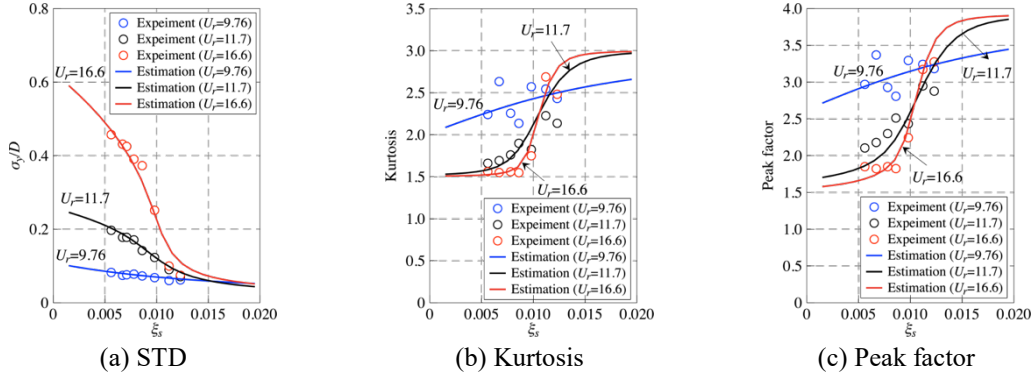 0.8
0.6
0.4
0.2
0
σy/D
0
0.005
0.010
0.015
0.020
ξs
Ur=16.6
Ur=11.7
Ur=9.76
Expeiment (Ur=9.76)
Expeiment (Ur=11.7)
Expeiment (Ur=16.6)
Estimation (Ur=9.76)
Estimation (Ur=11.7)
Estimation (Ur=16.6)
(a) STD
3.5
3.0
2.5
2.0
1.5
1.0
0.5
0
Kurtosis
0
0.005
0.010
0.015
0.020
ξs
Ur=11.7
Ur=9.76
Ur=16.6
Expeiment (Ur=9.76)
Expeiment (Ur=11.7)
Expeiment (Ur=16.6)
Estimation (Ur=9.76)
Estimation (Ur=11.7)
Estimation (Ur=16.6)
(b) Kurtosis
4.0
3.5
3.0
2.5
2.0
1.5
1.0
0.5
0
Peak factor
0
0.005
0.010
0.015
0.020
ξs
Ur=9.76
Ur=11.7
Ur=16.6
Expeiment (Ur=9.76)
Expeiment (Ur=11.7)
Expeiment (Ur=16.6)
Estimation (Ur=9.76)
Estimation (Ur=11.7)
Estimation (Ur=16.6)
(c) Peak factor